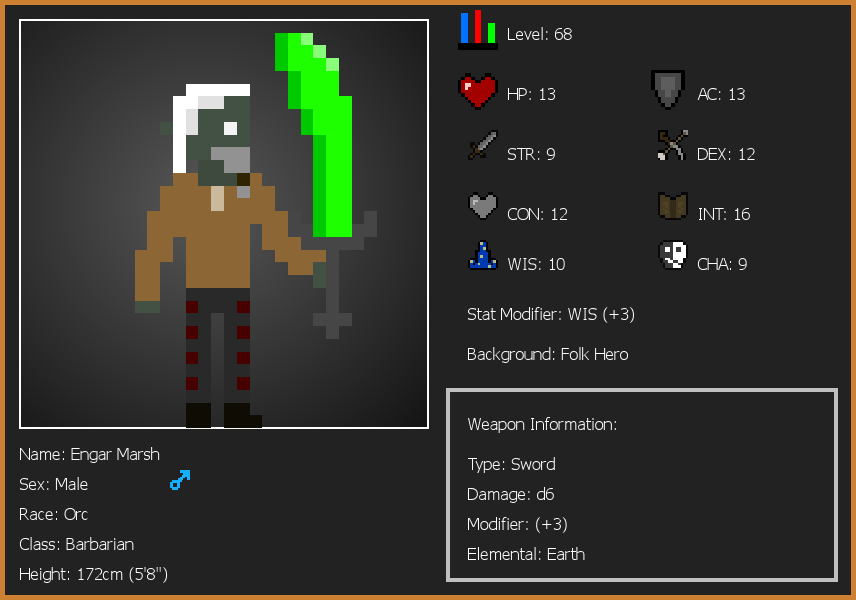 Level: 68
HP: 13
AC: 13
STR: 9
DEX: 12
CON: 12
INT: 16
WIS: 10
CHA: 9
Stat Modifier: WIS (+3)
Background: Folk Hero
Weapon Information:
Type: Sword
Damage: d6
Modifier: (+3)
Elemental: Earth
Name: Engar Marsh
Sex: Male
Race: Orc
Class: Barbarian
Height: 172cm (5'8")